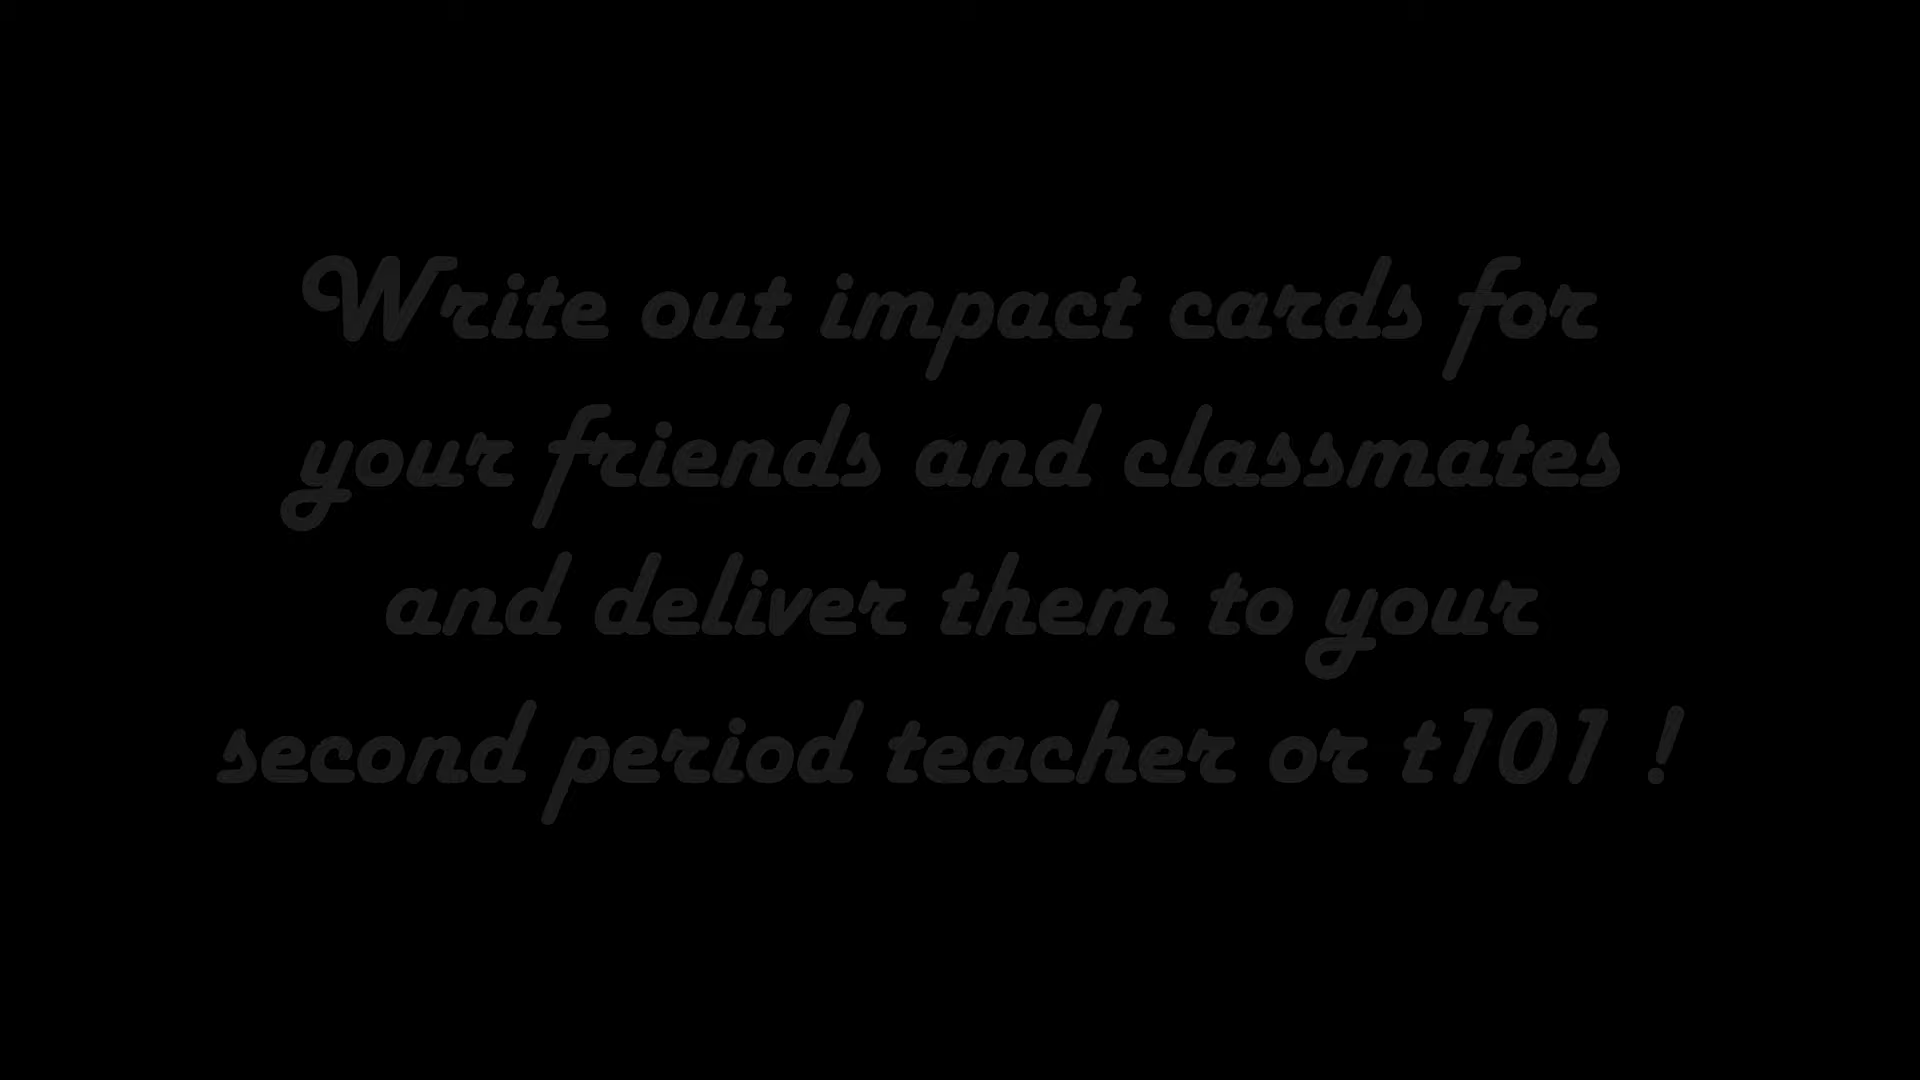 Write out impact cards for
your friends and classmates
and deliver them to your
second period teacher or t101 !